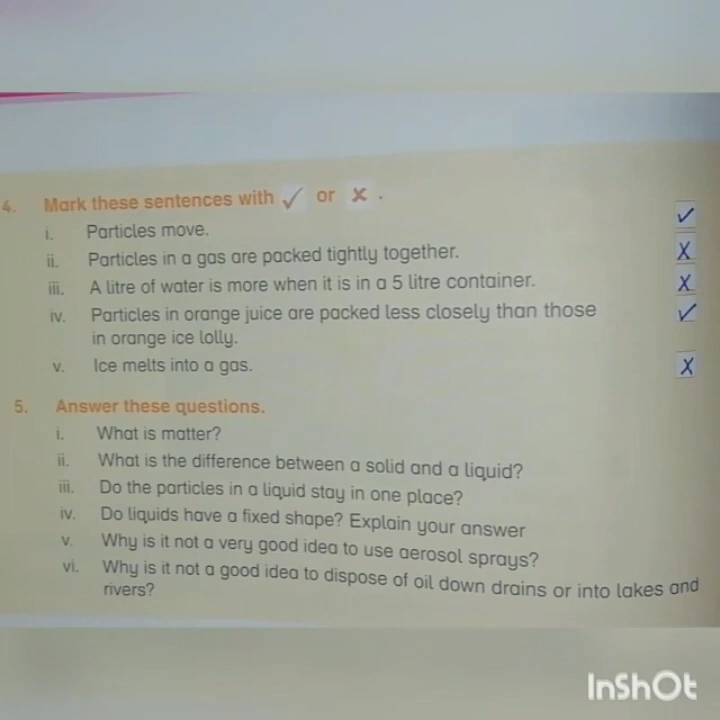 4. Mark these sentences with ✓ or ✗.
i. Particles move. ✓
ii. Particles in a gas are packed tightly together. X
iii. A litre of water is more when it is in a 5 litre container. X
iv. Particles in orange juice are packed less closely than those ✓
in orange ice lolly.
v. Ice melts into a gas. X
5. Answer these questions.
i. What is matter?
ii. What is the difference between a solid and a liquid?
iii. Do the particles in a liquid stay in one place?
iv. Do liquids have a fixed shape? Explain your answer
v. Why is it not a very good idea to use aerosol sprays?
vi. Why is it not a good idea to dispose of oil down drains or into lakes and
rivers?
InShOt